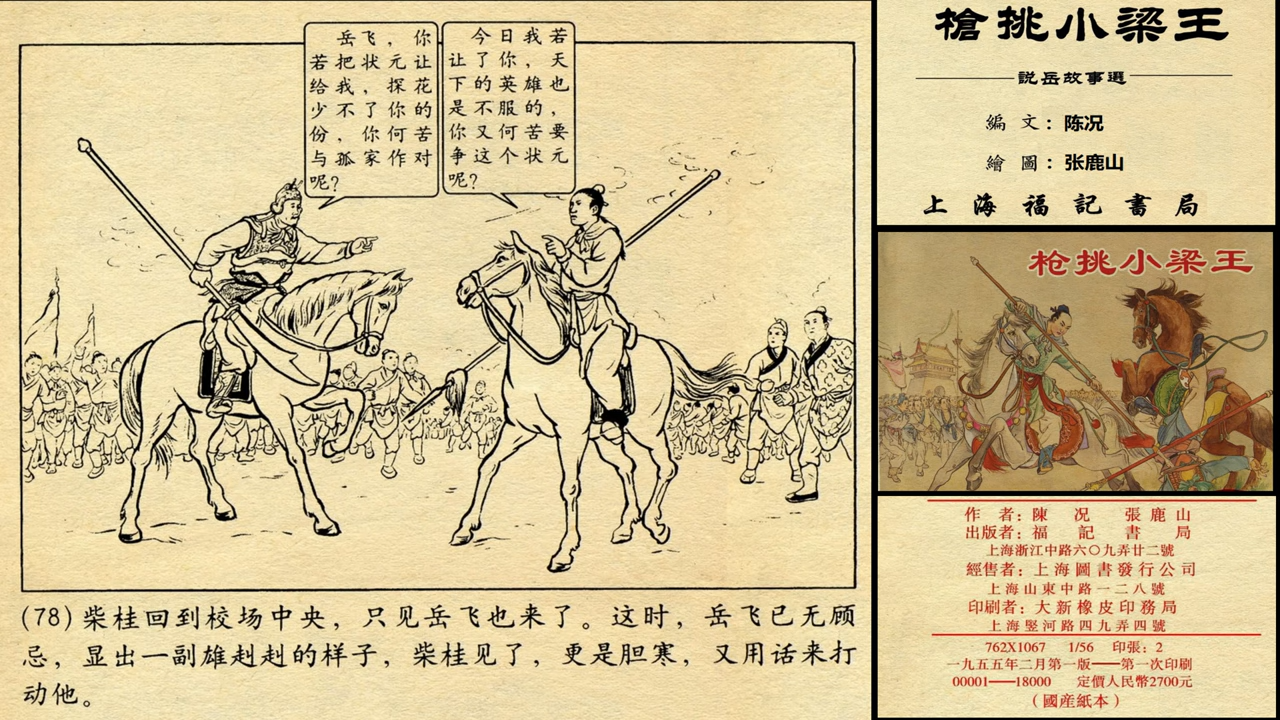 岳飞，你
若把状元让
给我，探花
少不了你的
份，你何苦
与孤家作对
呢？
今日我若
让了你，天
下的英雄也
是不服的，
你又何苦要
争这个状元
呢？
(78)柴桂回到校场中央，只见岳飞也来了。这时，岳飞已无顾
忌，显出一副雄赳赳的样子，柴桂见了，更是胆寒，又用话来打
动他。
槍挑小梁王
説岳故事選
編 文：陈况
繪 圖：张鹿山
上海福記書局
枪挑小梁王
作 者：陳 况 張鹿山
出版者：福記書局
上海浙江中路六〇九弄廿二號
經售者：上海圖書發行公司
上海山東中路一二八號
印刷者：大新橡皮印務局
上海豎河路四九弄四號
762X1067 1/56 印張：2
一九五五年二月第一版——第一次印刷
00001——18000 定價人民幣2700元
（國産紙本）